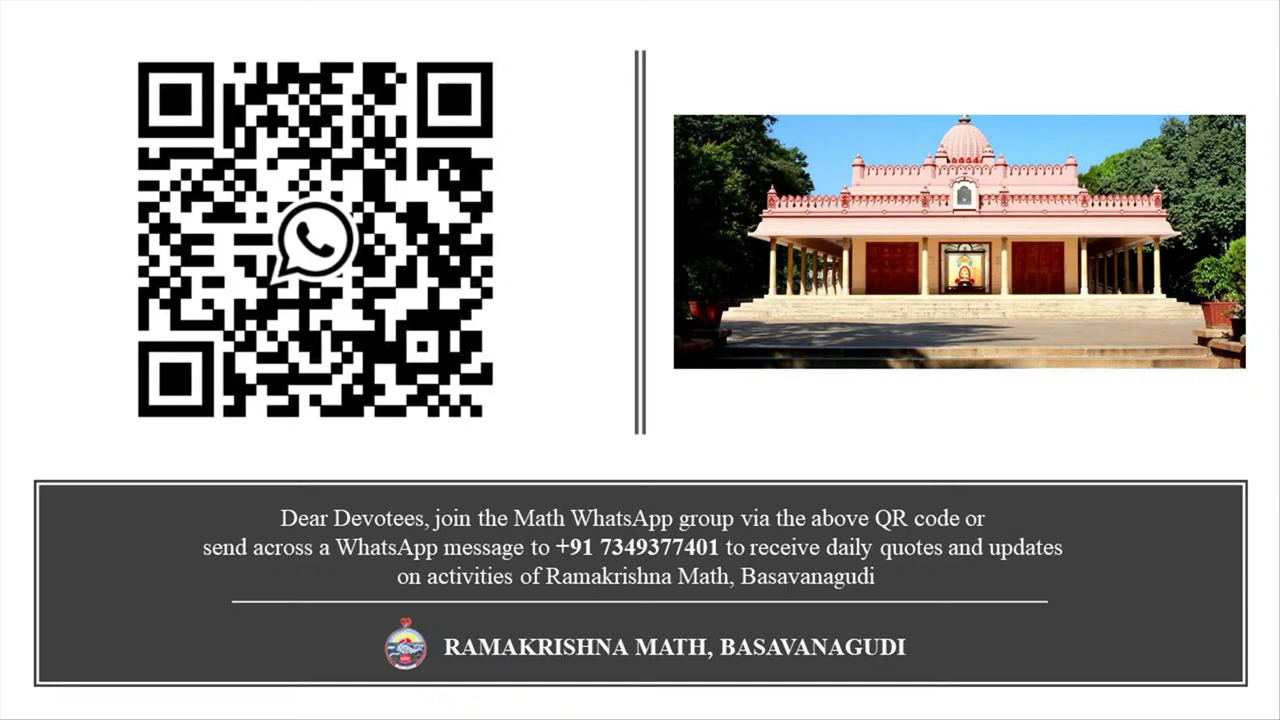 Dear Devotees, join the Math WhatsApp group via the above QR code or
send across a WhatsApp message to +91 7349377401 to receive daily quotes and updates
on activities of Ramakrishna Math, Basavanagudi
RAMAKRISHNA MATH, BASAVANAGUDI